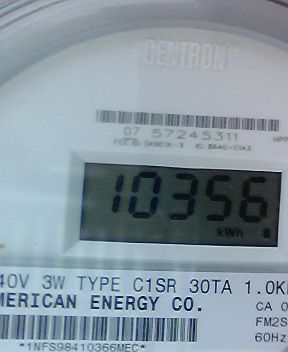 CENTRON®
07 57245311
10356
kWh
40V 3W TYPE C1SR 30TA 1.0K
MERICAN ENERGY CO.
CA 0
FM2S
60Hz
*1NFS98410366MEC*